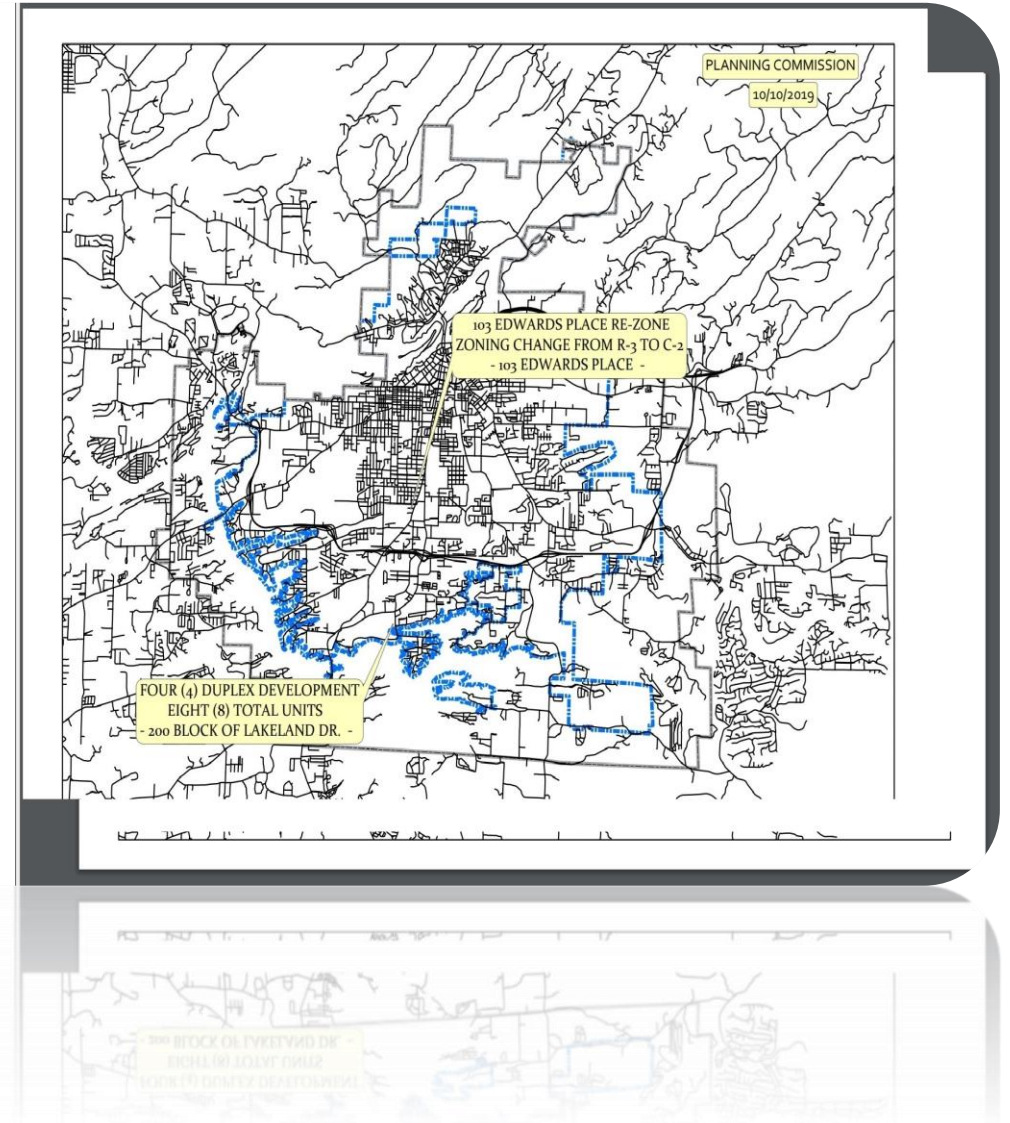 PLANNING COMMISSION
10/10/2019
103 EDWARDS PLACE RE-ZONE
ZONING CHANGE FROM R-3 TO C-2
- 103 EDWARDS PLACE -
FOUR (4) DUPLEX DEVELOPMENT
EIGHT (8) TOTAL UNITS
- 200 BLOCK OF LAKELAND DR. -